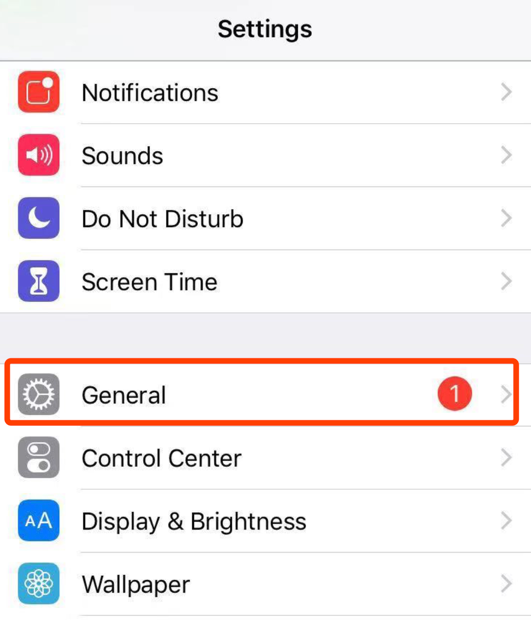 Settings
Notifications
Sounds
Do Not Disturb
Screen Time
General 1
Control Center
AA Display & Brightness
Wallpaper